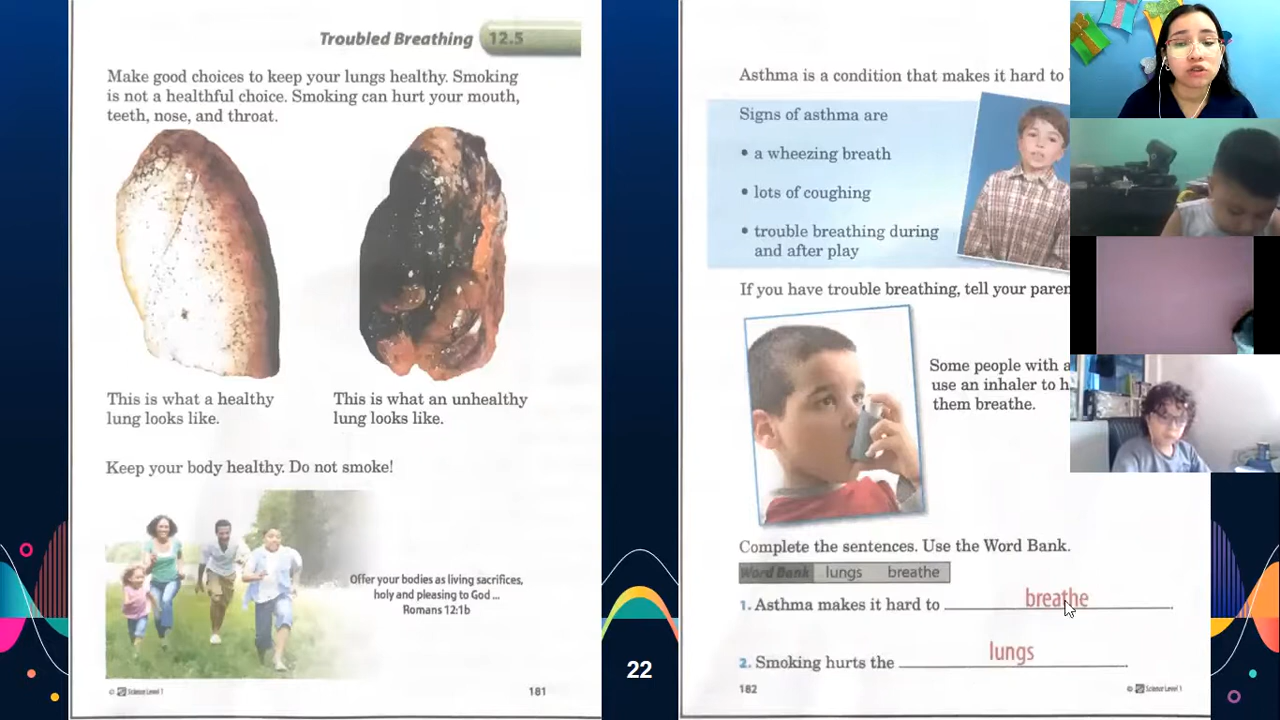 Troubled Breathing 12.5
Make good choices to keep your lungs healthy. Smoking
is not a healthful choice. Smoking can hurt your mouth,
teeth, nose, and throat.
This is what a healthy
lung looks like.
This is what an unhealthy
lung looks like.
Keep your body healthy. Do not smoke!
Offer your bodies as living sacrifices,
holy and pleasing to God ...
Romans 12:1b
© Science Level 1
181
22
Asthma is a condition that makes it hard to
Signs of asthma are
• a wheezing breath
• lots of coughing
• trouble breathing during
and after play
If you have trouble breathing, tell your
Some people with
use an inhaler to
them breathe.
Complete the sentences. Use the Word Bank.
Word Bank lungs breathe
1. Asthma makes it hard to breathe.
2. Smoking hurts the lungs.
182
© Science Level 1